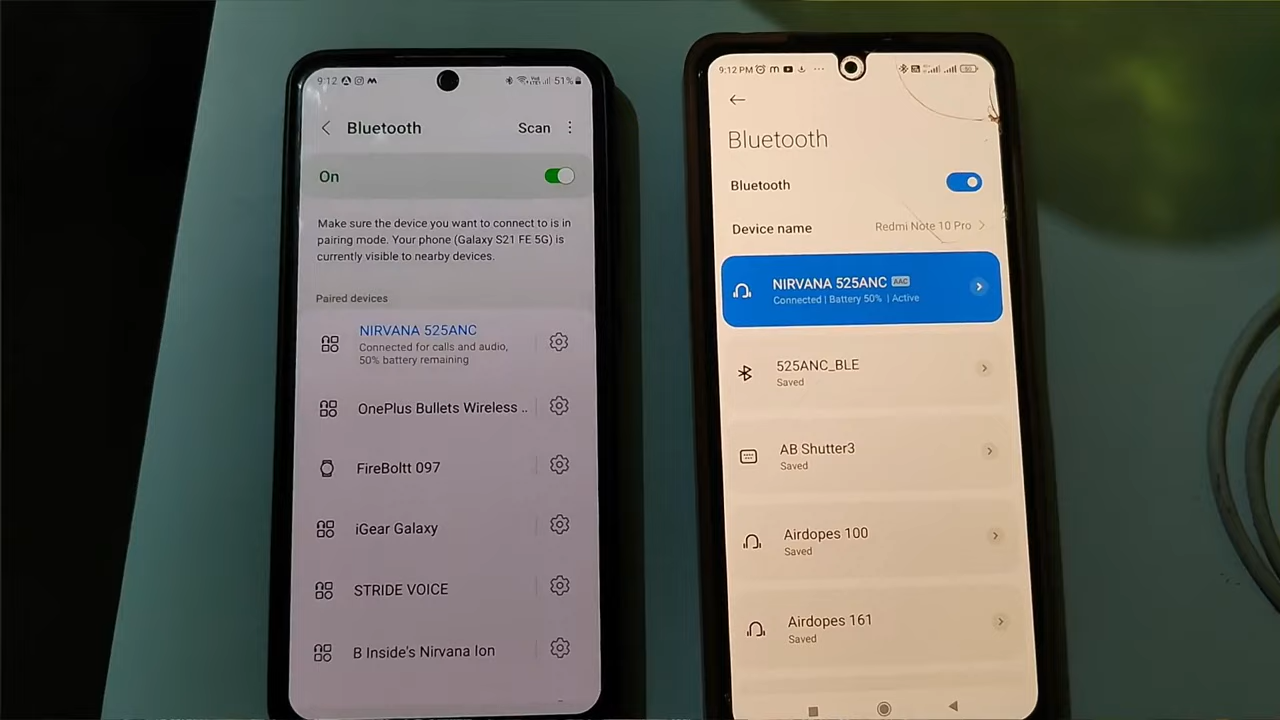 9:12
51%
Bluetooth
Scan
On
Make sure the device you want to connect to is in
pairing mode. Your phone (Galaxy S21 FE 5G) is
currently visible to nearby devices.
Paired devices
NIRVANA 525ANC
Connected for calls and audio,
50% battery remaining
OnePlus Bullets Wireless ..
FireBoltt 097
iGear Galaxy
STRIDE VOICE
B Inside's Nirvana Ion
9:12 PM
Bluetooth
Bluetooth
Device name
Redmi Note 10 Pro
NIRVANA 525ANC AAC
Connected | Battery 50% | Active
525ANC_BLE
Saved
AB Shutter3
Saved
Airdopes 100
Saved
Airdopes 161
Saved